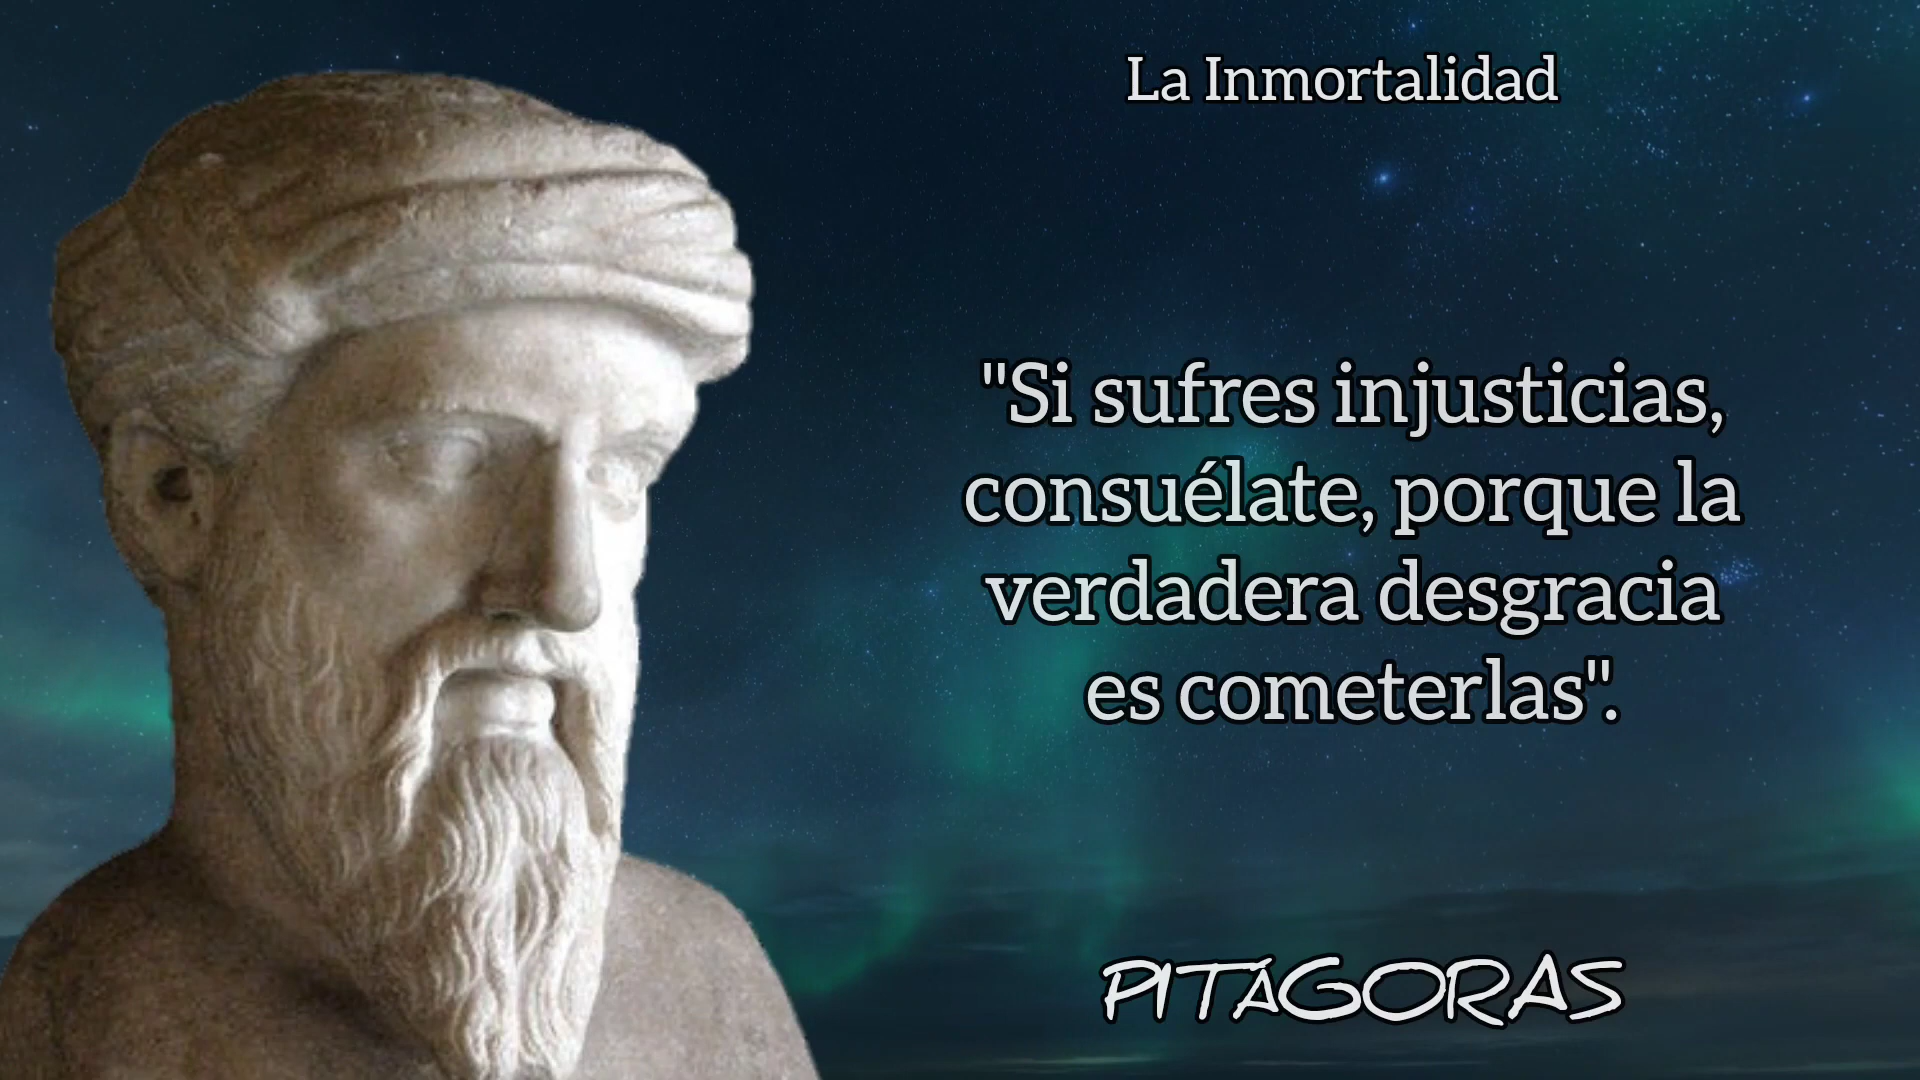 La Inmortalidad
"Si sufres injusticias,
consuélate, porque la
verdadera desgracia
es cometerlas".
PITÁGORAS